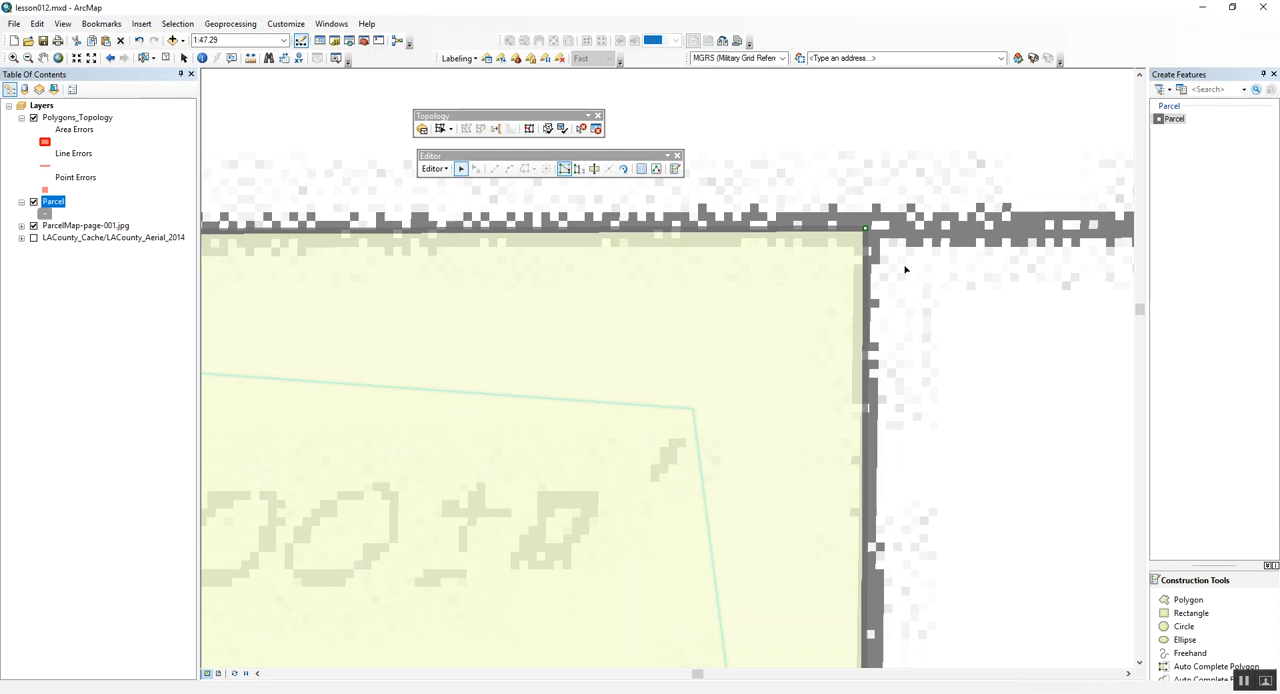 lesson012.mxd - ArcMap
File Edit View Bookmarks Insert Selection Geoprocessing Customize Windows Help
1:47.29
Labeling Fast MGRS (Military Grid Referen <Type an address...>
Table Of Contents
Layers
Polygons_Topology
Area Errors
Line Errors
Point Errors
Parcel
ParcelMap-page-001.jpg
LACounty_Cache/LACounty_Aerial_2014
Topology
Editor
Editor
Create Features
<Search>
Parcel
Parcel
Construction Tools
Polygon
Rectangle
Circle
Ellipse
Freehand
Auto Complete Polygon